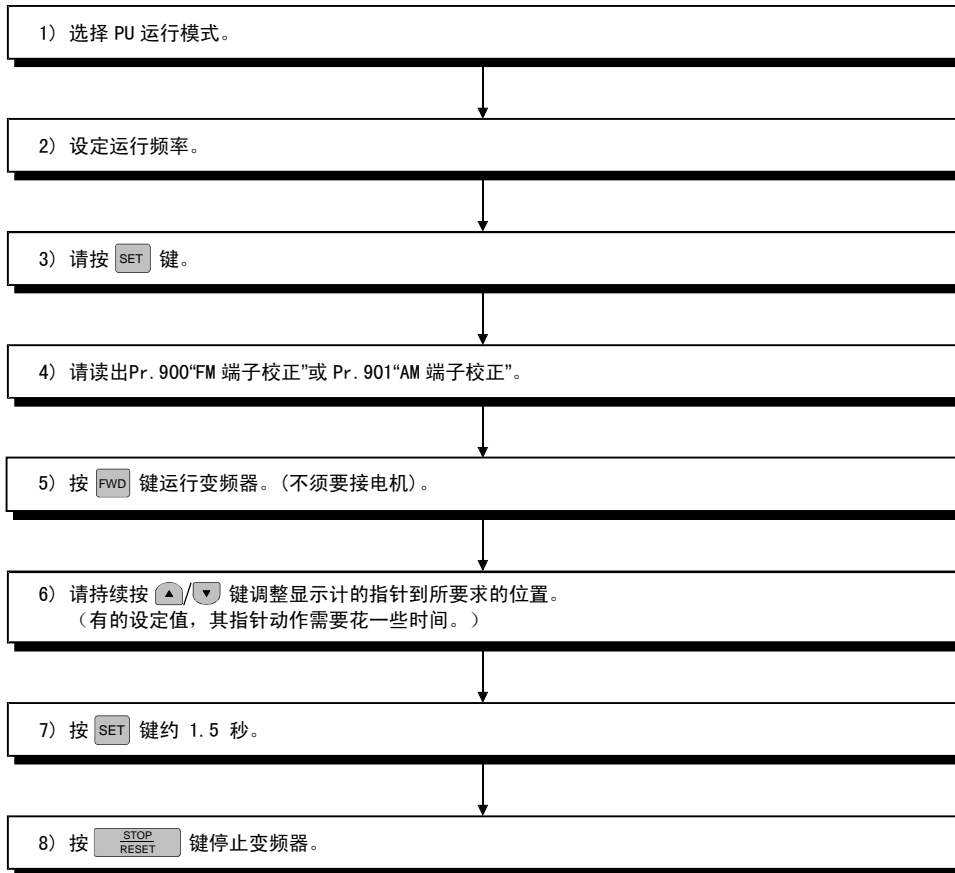 1) 选择 PU 运行模式。
2) 设定运行频率。
3) 请按 SET 键。
4) 请读出Pr.900“FM 端子校正”或 Pr.901“AM 端子校正”。
5) 按 FWD 键运行变频器。(不须要接电机)。
6) 请持续按 ▲/▼ 键调整显示计的指针到所要求的位置。
（有的设定值，其指针动作需要花一些时间。）
7) 按 SET 键约 1.5 秒。
8) 按 STOP/RESET 键停止变频器。